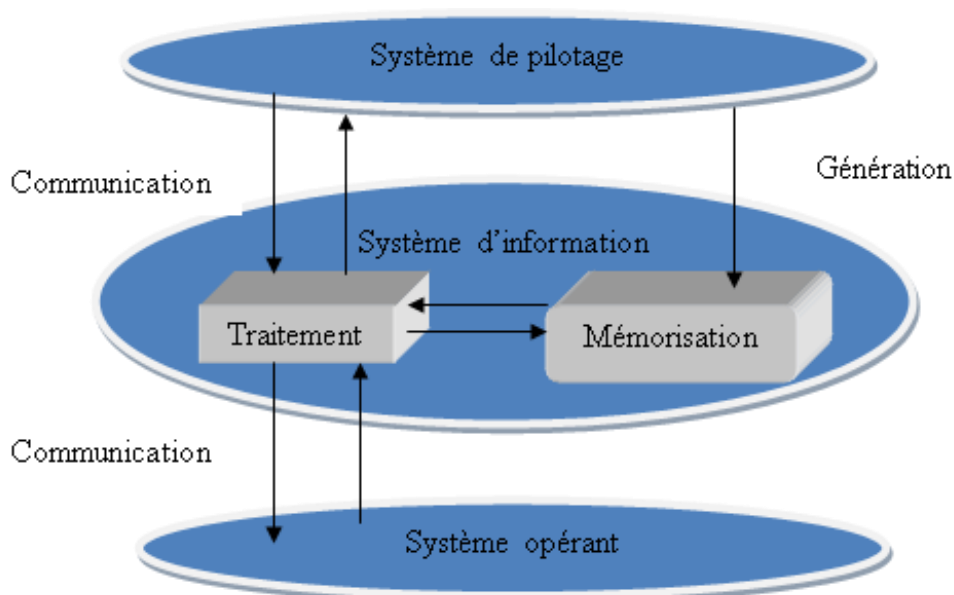 Système de pilotage
Communication
Génération
Système d'information
Traitement
Mémorisation
Communication
Système opérant